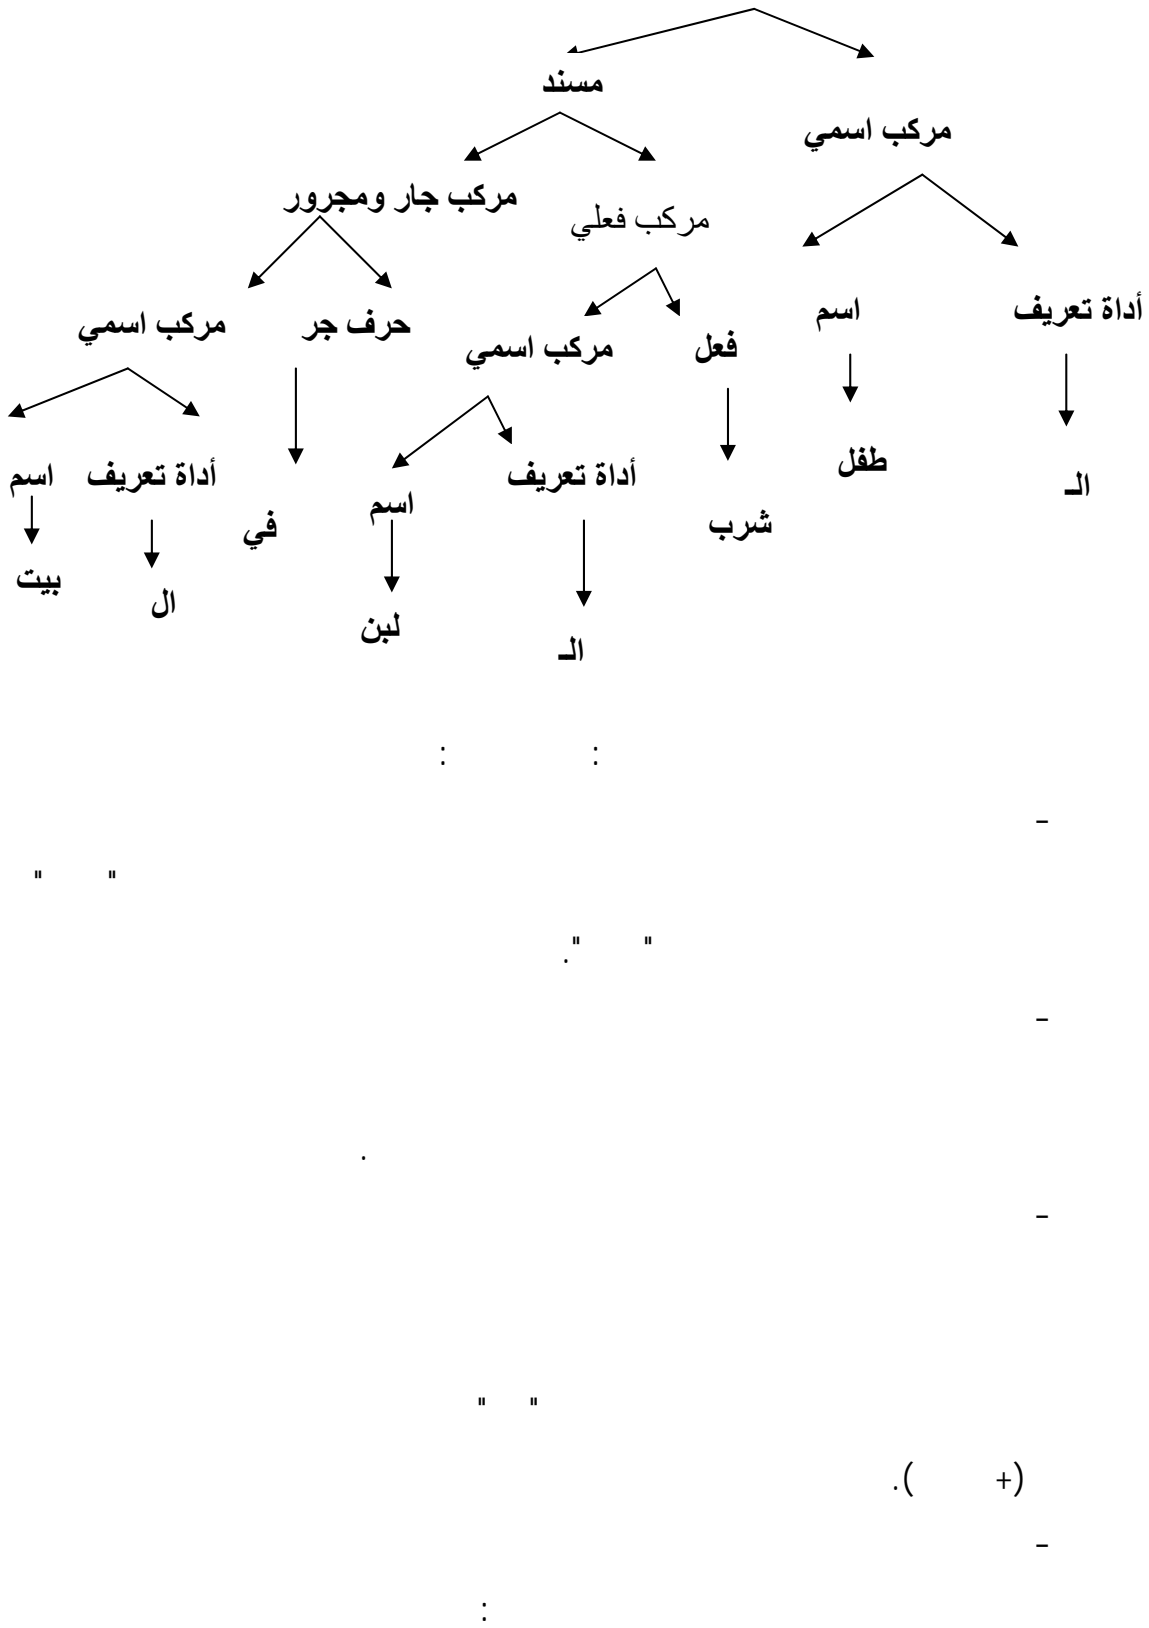 مسند
مركب اسمي
مركب جار ومجرور
مركب فعلي
أداة تعريف
اسم
حرف جر
مركب اسمي
فعل
مركب اسمي
الـ
طفل
أداة تعريف
اسم
أداة تعريف
اسم
شرب
في
ال
بيت
الـ
لبن
: :
–
" "
" ".
–
.
–
" "
(+ ).
–
: